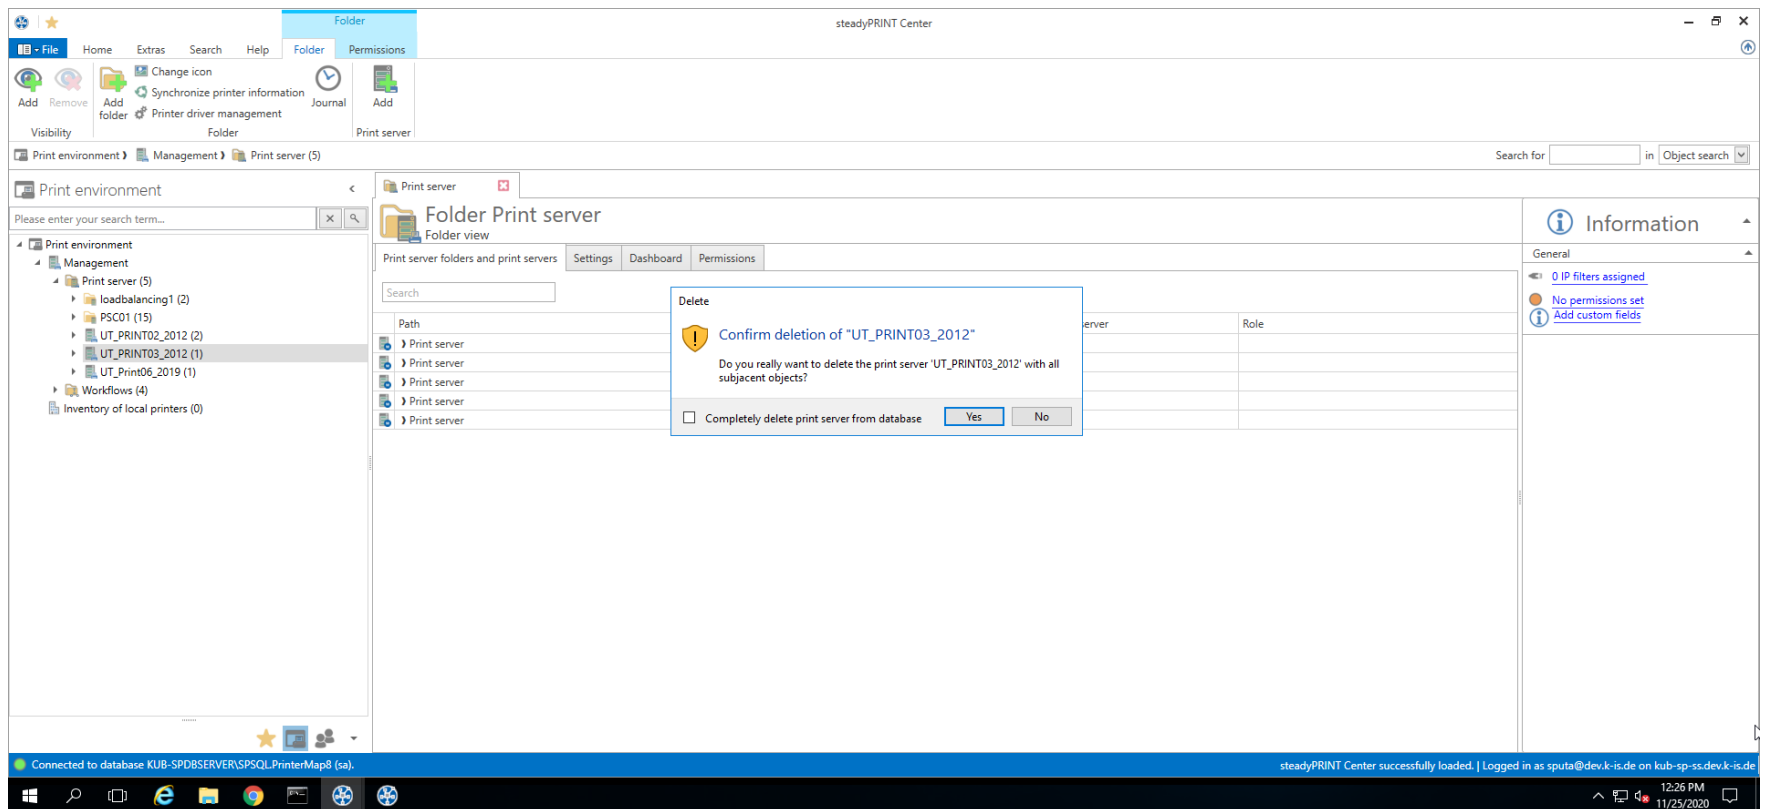 Folder
steadyPRINT Center
File Home Extras Search Help Folder Permissions
Add
Remove
Visibility
Add folder
Change icon
Synchronize printer information
Printer driver management
Journal
Folder
Add
Print server
Print environment Management Print server (5)
Search for in Object search
Print environment
Please enter your search term...
Print environment
Management
Print server (5)
loadbalancing1 (2)
PSC01 (15)
UT_PRINT02_2012 (2)
UT_PRINT03_2012 (1)
UT_Print06_2019 (1)
Workflows (4)
Inventory of local printers (0)
Print server
Folder Print server
Folder view
Print server folders and print servers Settings Dashboard Permissions
Search
Path erver Role
Print server
Print server
Print server
Print server
Print server
Delete
Confirm deletion of "UT_PRINT03_2012"
Do you really want to delete the print server 'UT_PRINT03_2012' with all
subjacent objects?
Completely delete print server from database Yes No
Information
General
0 IP filters assigned
No permissions set
Add custom fields
Connected to database KUB-SPDBSERVER\SPSQL.PrinterMap8 (sa).
steadyPRINT Center successfully loaded. | Logged in as sputa@dev.k-is.de on kub-sp-ss.dev.k-is.de
12:26 PM
11/25/2020